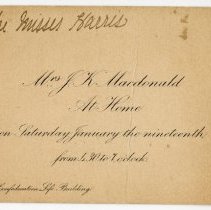 The Misses Harris
Mrs J. K. Macdonald
At Home
on Saturday January the nineteenth,
from 4.30 to 7 o'clock.
Confederation Life Building.